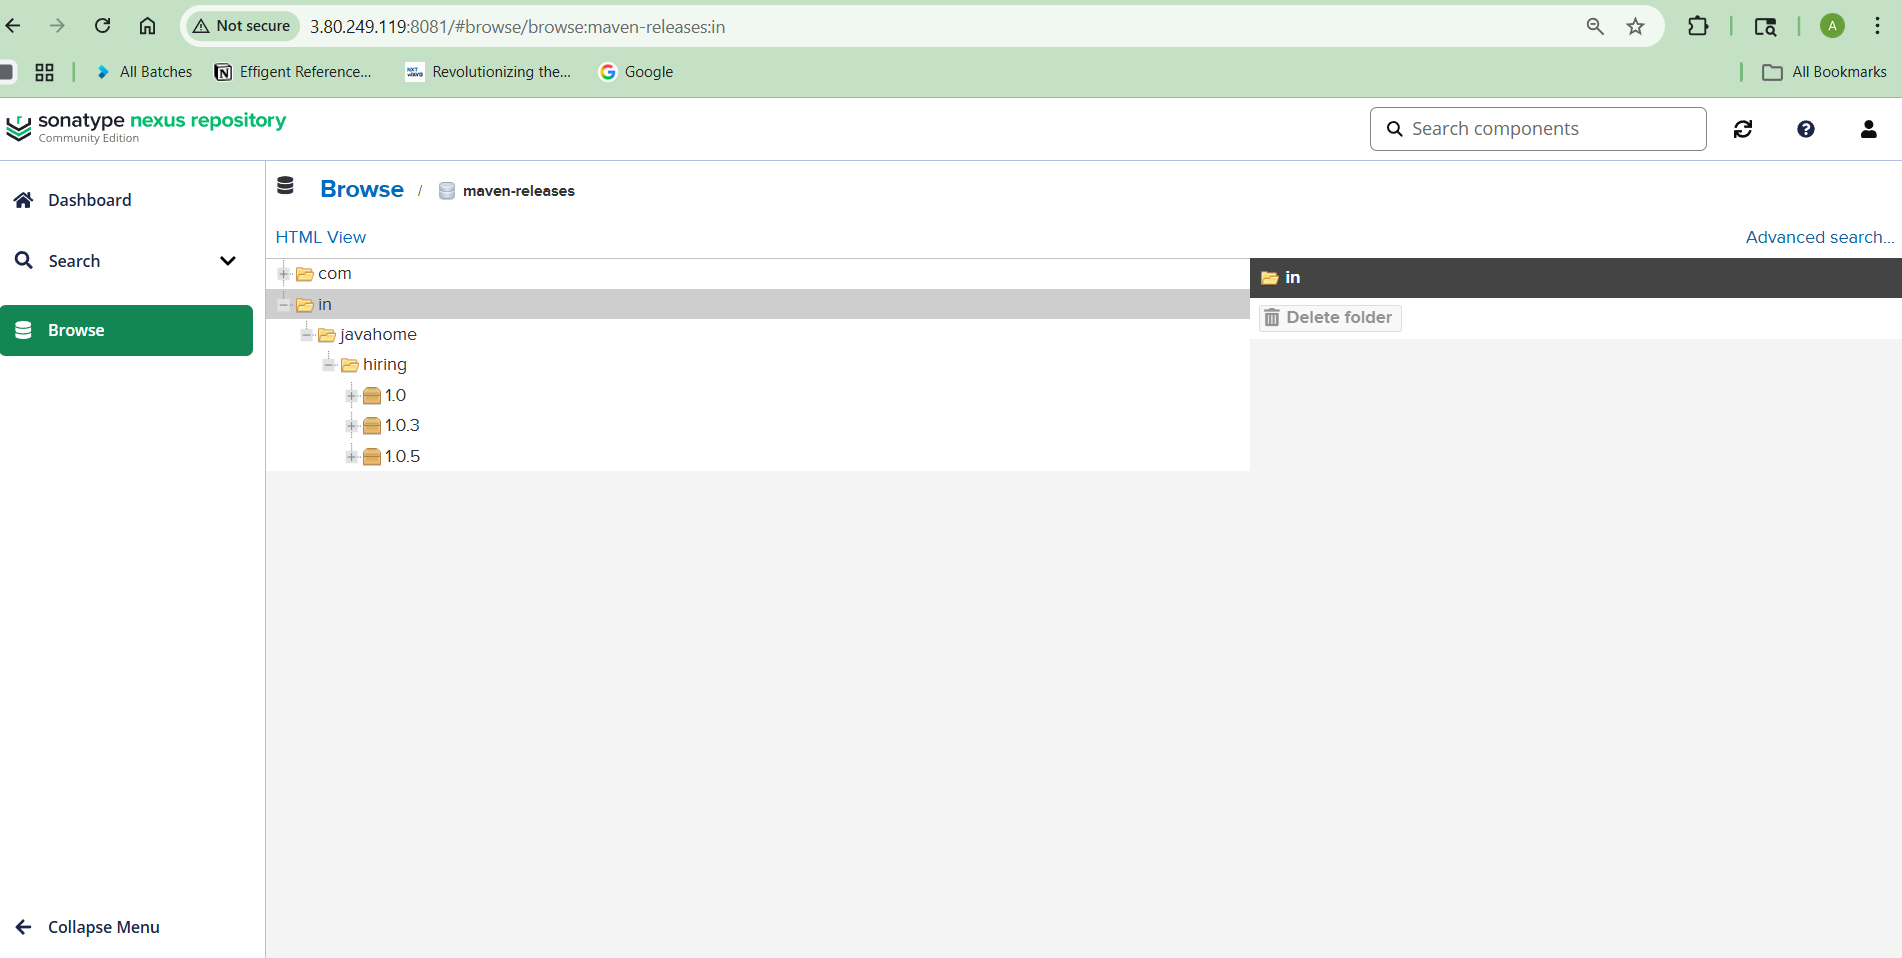 Not secure
3.80.249.119:8081/#browse/browse:maven-releases:in
A
All Batches
Effigent Reference...
NXT WAVE
Revolutionizing the...
Google
All Bookmarks
sonatype nexus repository
Community Edition
Search components
Dashboard
Search
Browse
Collapse Menu
Browse / maven-releases
HTML View
Advanced search...
com
in
javahome
hiring
1.0
1.0.3
1.0.5
in
Delete folder